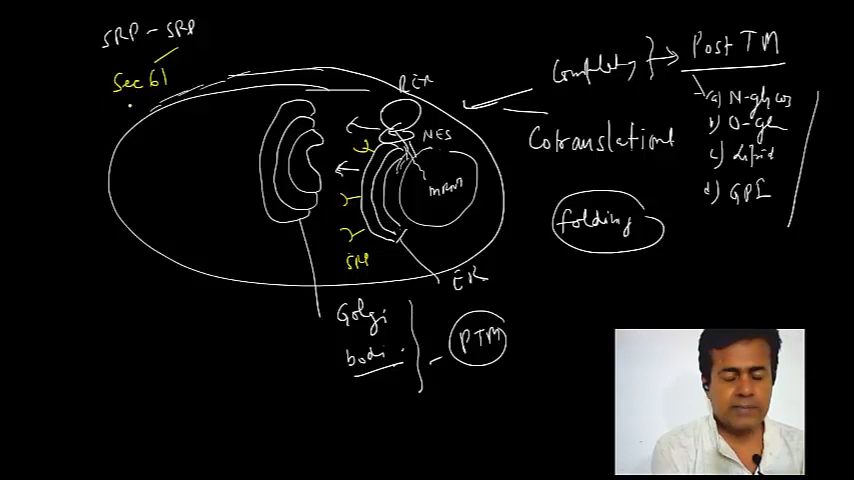 SRP - SRP
Sec 61
RER
NES
mRNA
SRP
ER
Golgi
bodi
PTM
Completely
Cotranslational
folding
Post TM
a) N-glycos
b) O-gly
c) Lipid
d) GPI